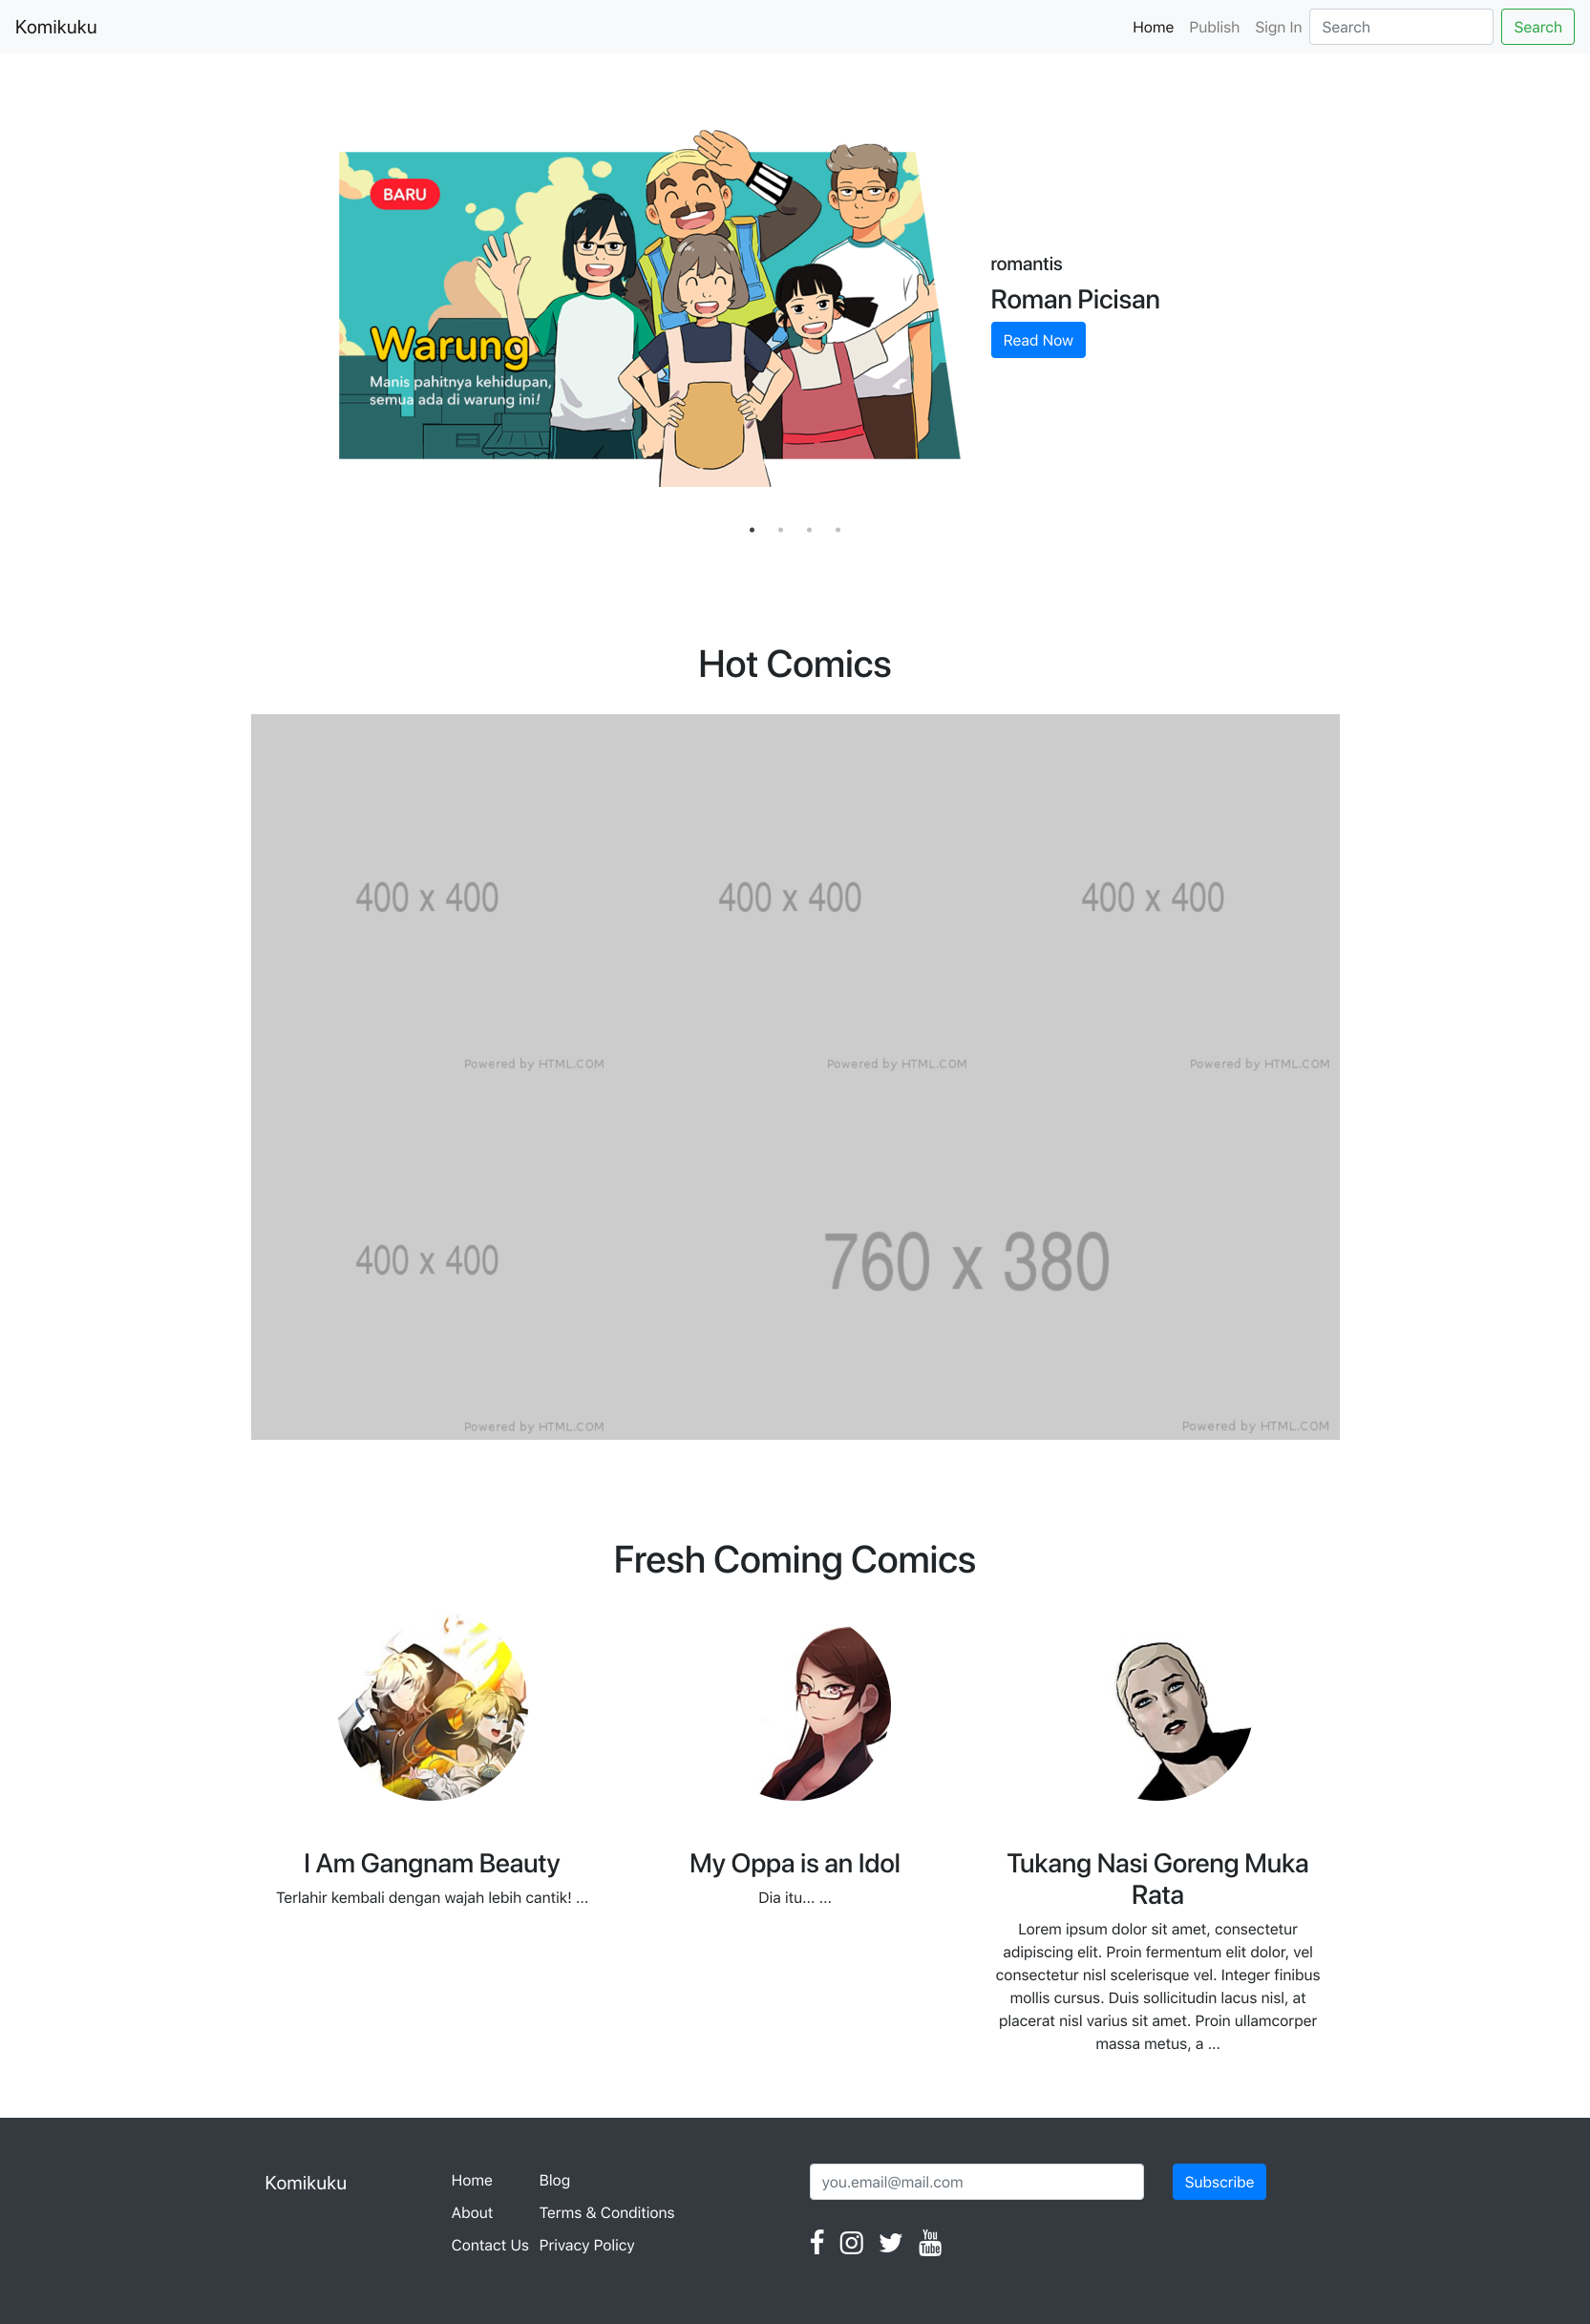 Komikuku
Home Publish Sign In Search Search
BARU
Warung
Manis pahitnya kehidupan,
semua ada di warung ini!
romantis
Roman Picisan
Read Now
Hot Comics
400 x 400
400 x 400
400 x 400
Powered by HTML.COM
Powered by HTML.COM
Powered by HTML.COM
400 x 400
760 x 380
Powered by HTML.COM
Powered by HTML.COM
Fresh Coming Comics
I Am Gangnam Beauty
Terlahir kembali dengan wajah lebih cantik! ...
My Oppa is an Idol
Dia itu... ...
Tukang Nasi Goreng Muka
Rata
Lorem ipsum dolor sit amet, consectetur
adipiscing elit. Proin fermentum elit dolor, vel
consectetur nisl scelerisque vel. Integer finibus
mollis cursus. Duis sollicitudin lacus nisl, at
placerat nisl varius sit amet. Proin ullamcorper
massa metus, a ...
Komikuku
Home
About
Contact Us
Blog
Terms & Conditions
Privacy Policy
you.email@mail.com
Subscribe
You
Tube